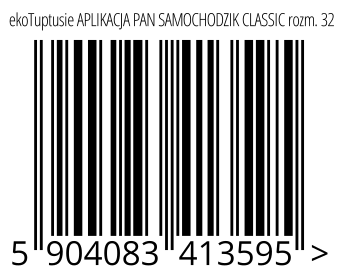 ekoTuptusie APLIKACJA PAN SAMOCHODZIK CLASSIC rozm. 32
5 904083 413595 >